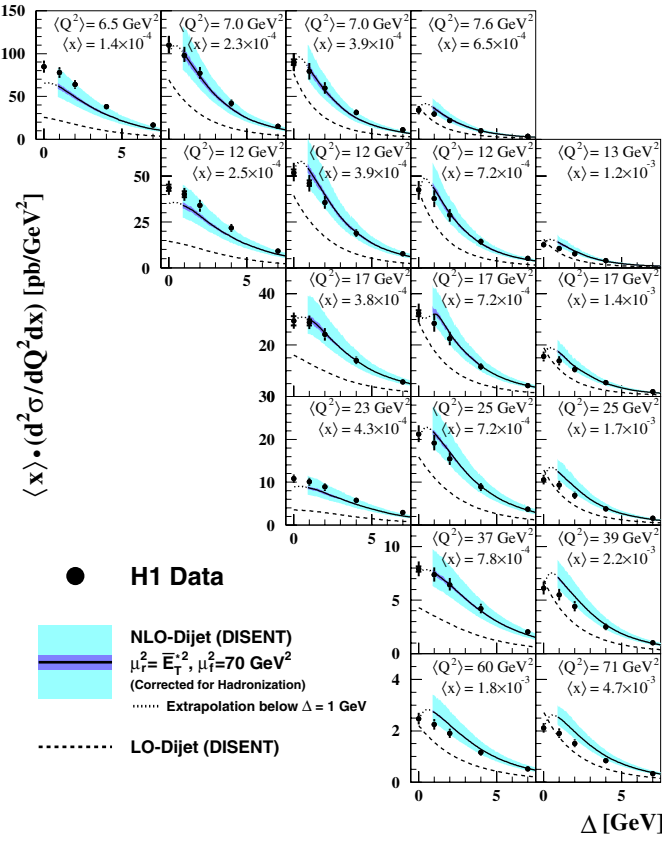 ⟨x⟩•(d²σ/dQ²dx) [pb/GeV²]
150
100
50
0
⟨Q²⟩= 6.5 GeV²
⟨x⟩= 1.4×10⁻⁴
⟨Q²⟩= 7.0 GeV²
⟨x⟩= 2.3×10⁻⁴
⟨Q²⟩= 7.0 GeV²
⟨x⟩= 3.9×10⁻⁴
⟨Q²⟩= 7.6 GeV²
⟨x⟩= 6.5×10⁻⁴
0 5
50
25
0
⟨Q²⟩= 12 GeV²
⟨x⟩= 2.5×10⁻⁴
⟨Q²⟩= 12 GeV²
⟨x⟩= 3.9×10⁻⁴
⟨Q²⟩= 12 GeV²
⟨x⟩= 7.2×10⁻⁴
⟨Q²⟩= 13 GeV²
⟨x⟩= 1.2×10⁻³
0 5
40
20
0
⟨Q²⟩= 17 GeV²
⟨x⟩= 3.8×10⁻⁴
⟨Q²⟩= 17 GeV²
⟨x⟩= 7.2×10⁻⁴
⟨Q²⟩= 17 GeV²
⟨x⟩= 1.4×10⁻³
30
20
10
0
⟨Q²⟩= 23 GeV²
⟨x⟩= 4.3×10⁻⁴
⟨Q²⟩= 25 GeV²
⟨x⟩= 7.2×10⁻⁴
⟨Q²⟩= 25 GeV²
⟨x⟩= 1.7×10⁻³
0 5
10
5
0
⟨Q²⟩= 37 GeV²
⟨x⟩= 7.8×10⁻⁴
⟨Q²⟩= 39 GeV²
⟨x⟩= 2.2×10⁻³
4
2
0
⟨Q²⟩= 60 GeV²
⟨x⟩= 1.8×10⁻³
⟨Q²⟩= 71 GeV²
⟨x⟩= 4.7×10⁻³
0 5 0 5
Δ [GeV]
H1 Data
NLO-Dijet (DISENT)
μ²ᵣ= E̅*²_T, μ²_f=70 GeV²
(Corrected for Hadronization)
Extrapolation below Δ = 1 GeV
LO-Dijet (DISENT)